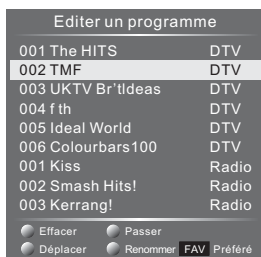 Editer un programme
001 The HITS DTV
002 TMF DTV
003 UKTV Br'tIdeas DTV
004 f th DTV
005 Ideal World DTV
006 Colourbars100 DTV
001 Kiss Radio
002 Smash Hits! Radio
003 Kerrang! Radio
Effacer Passer
Déplacer Renommer FAV Préféré